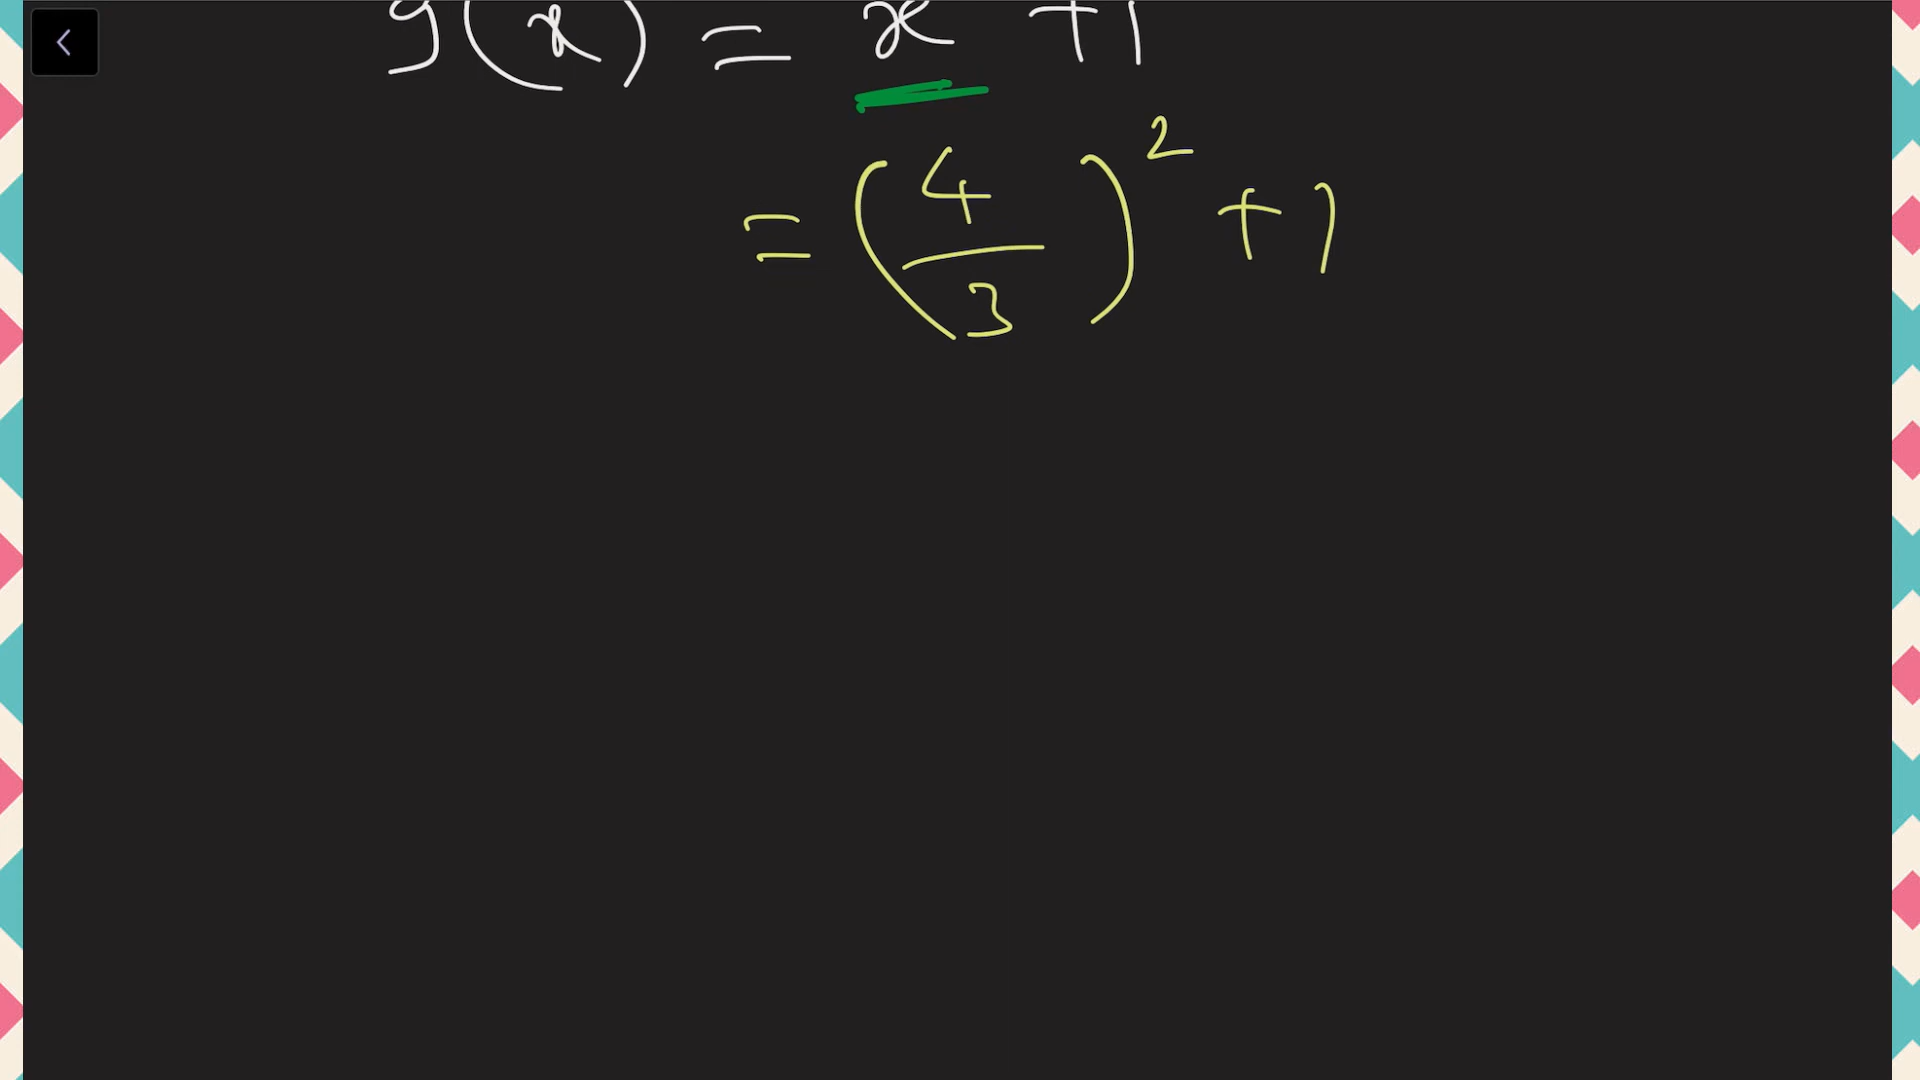 g(x) = x + 1
= (4/3)² + 1